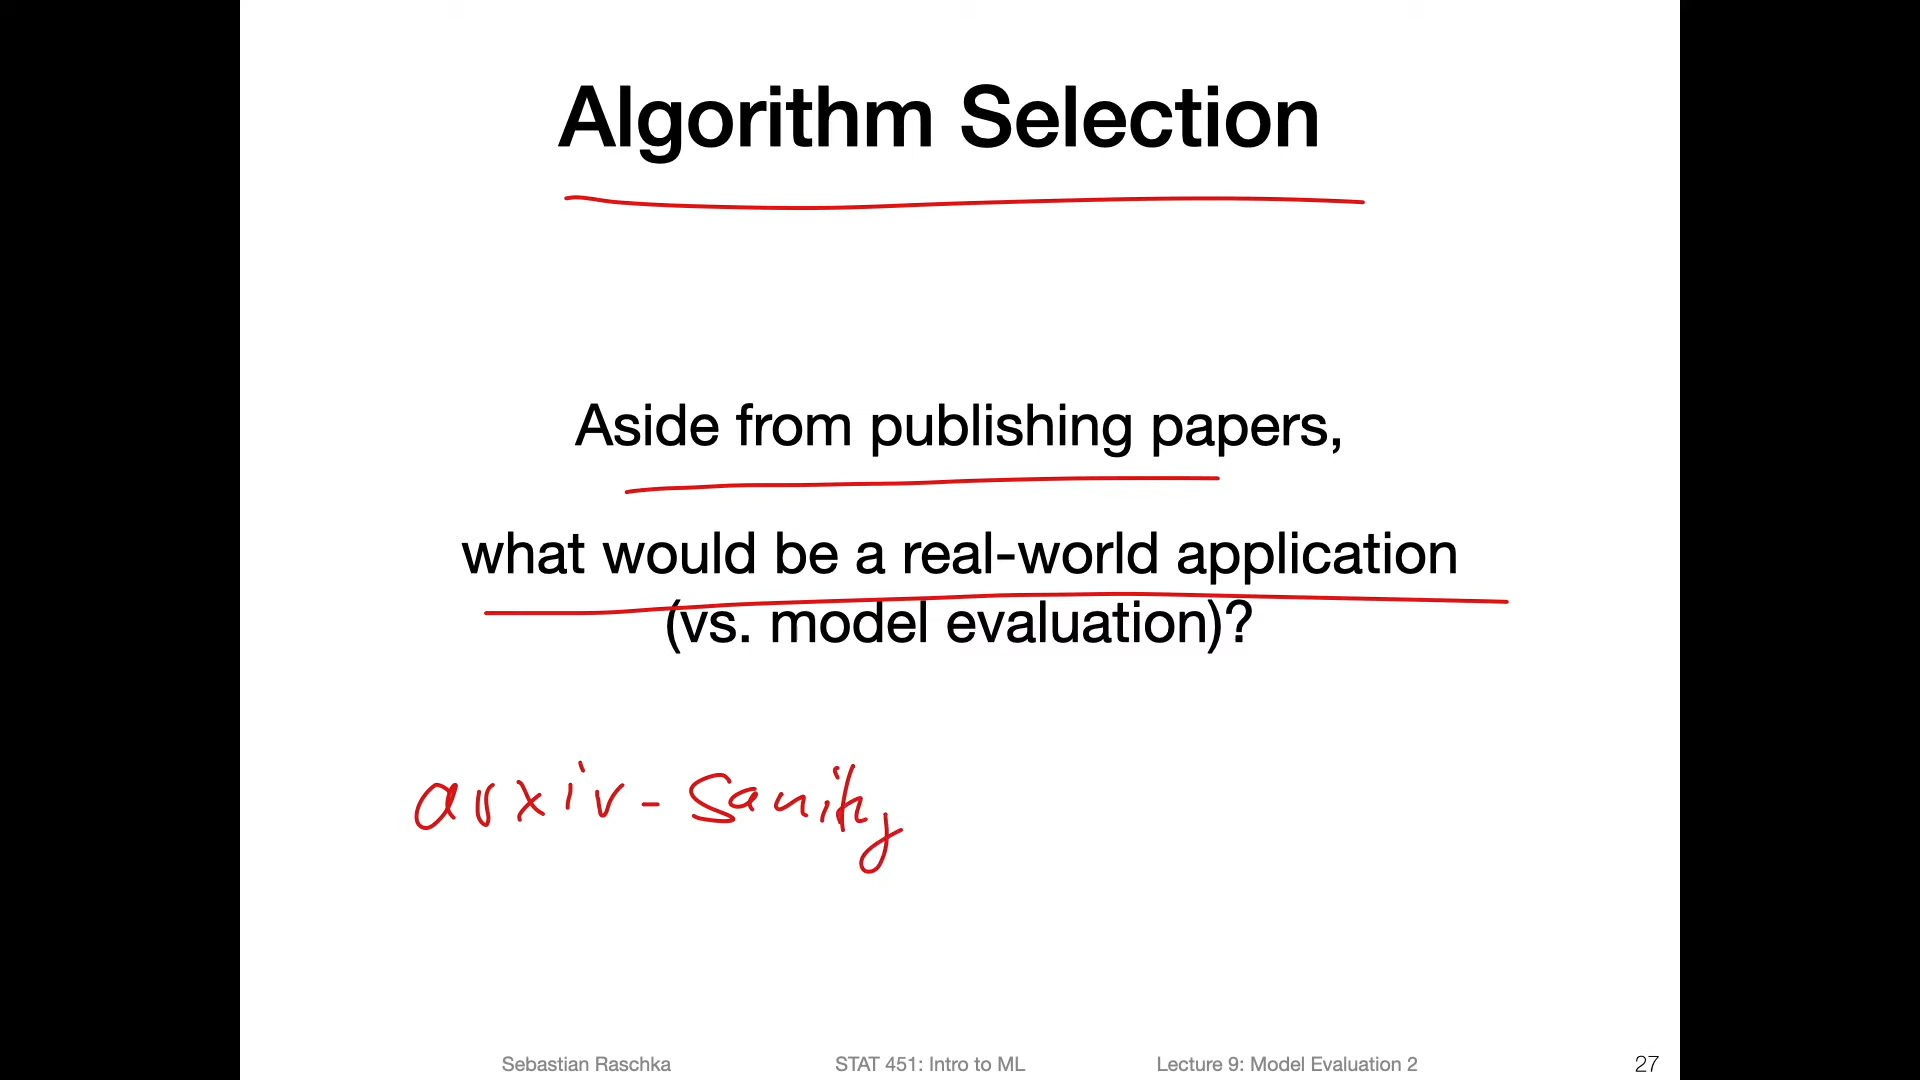 Algorithm Selection
Aside from publishing papers,
what would be a real-world application
(vs. model evaluation)?
arxiv-sanity
Sebastian Raschka
STAT 451: Intro to ML
Lecture 9: Model Evaluation 2
27